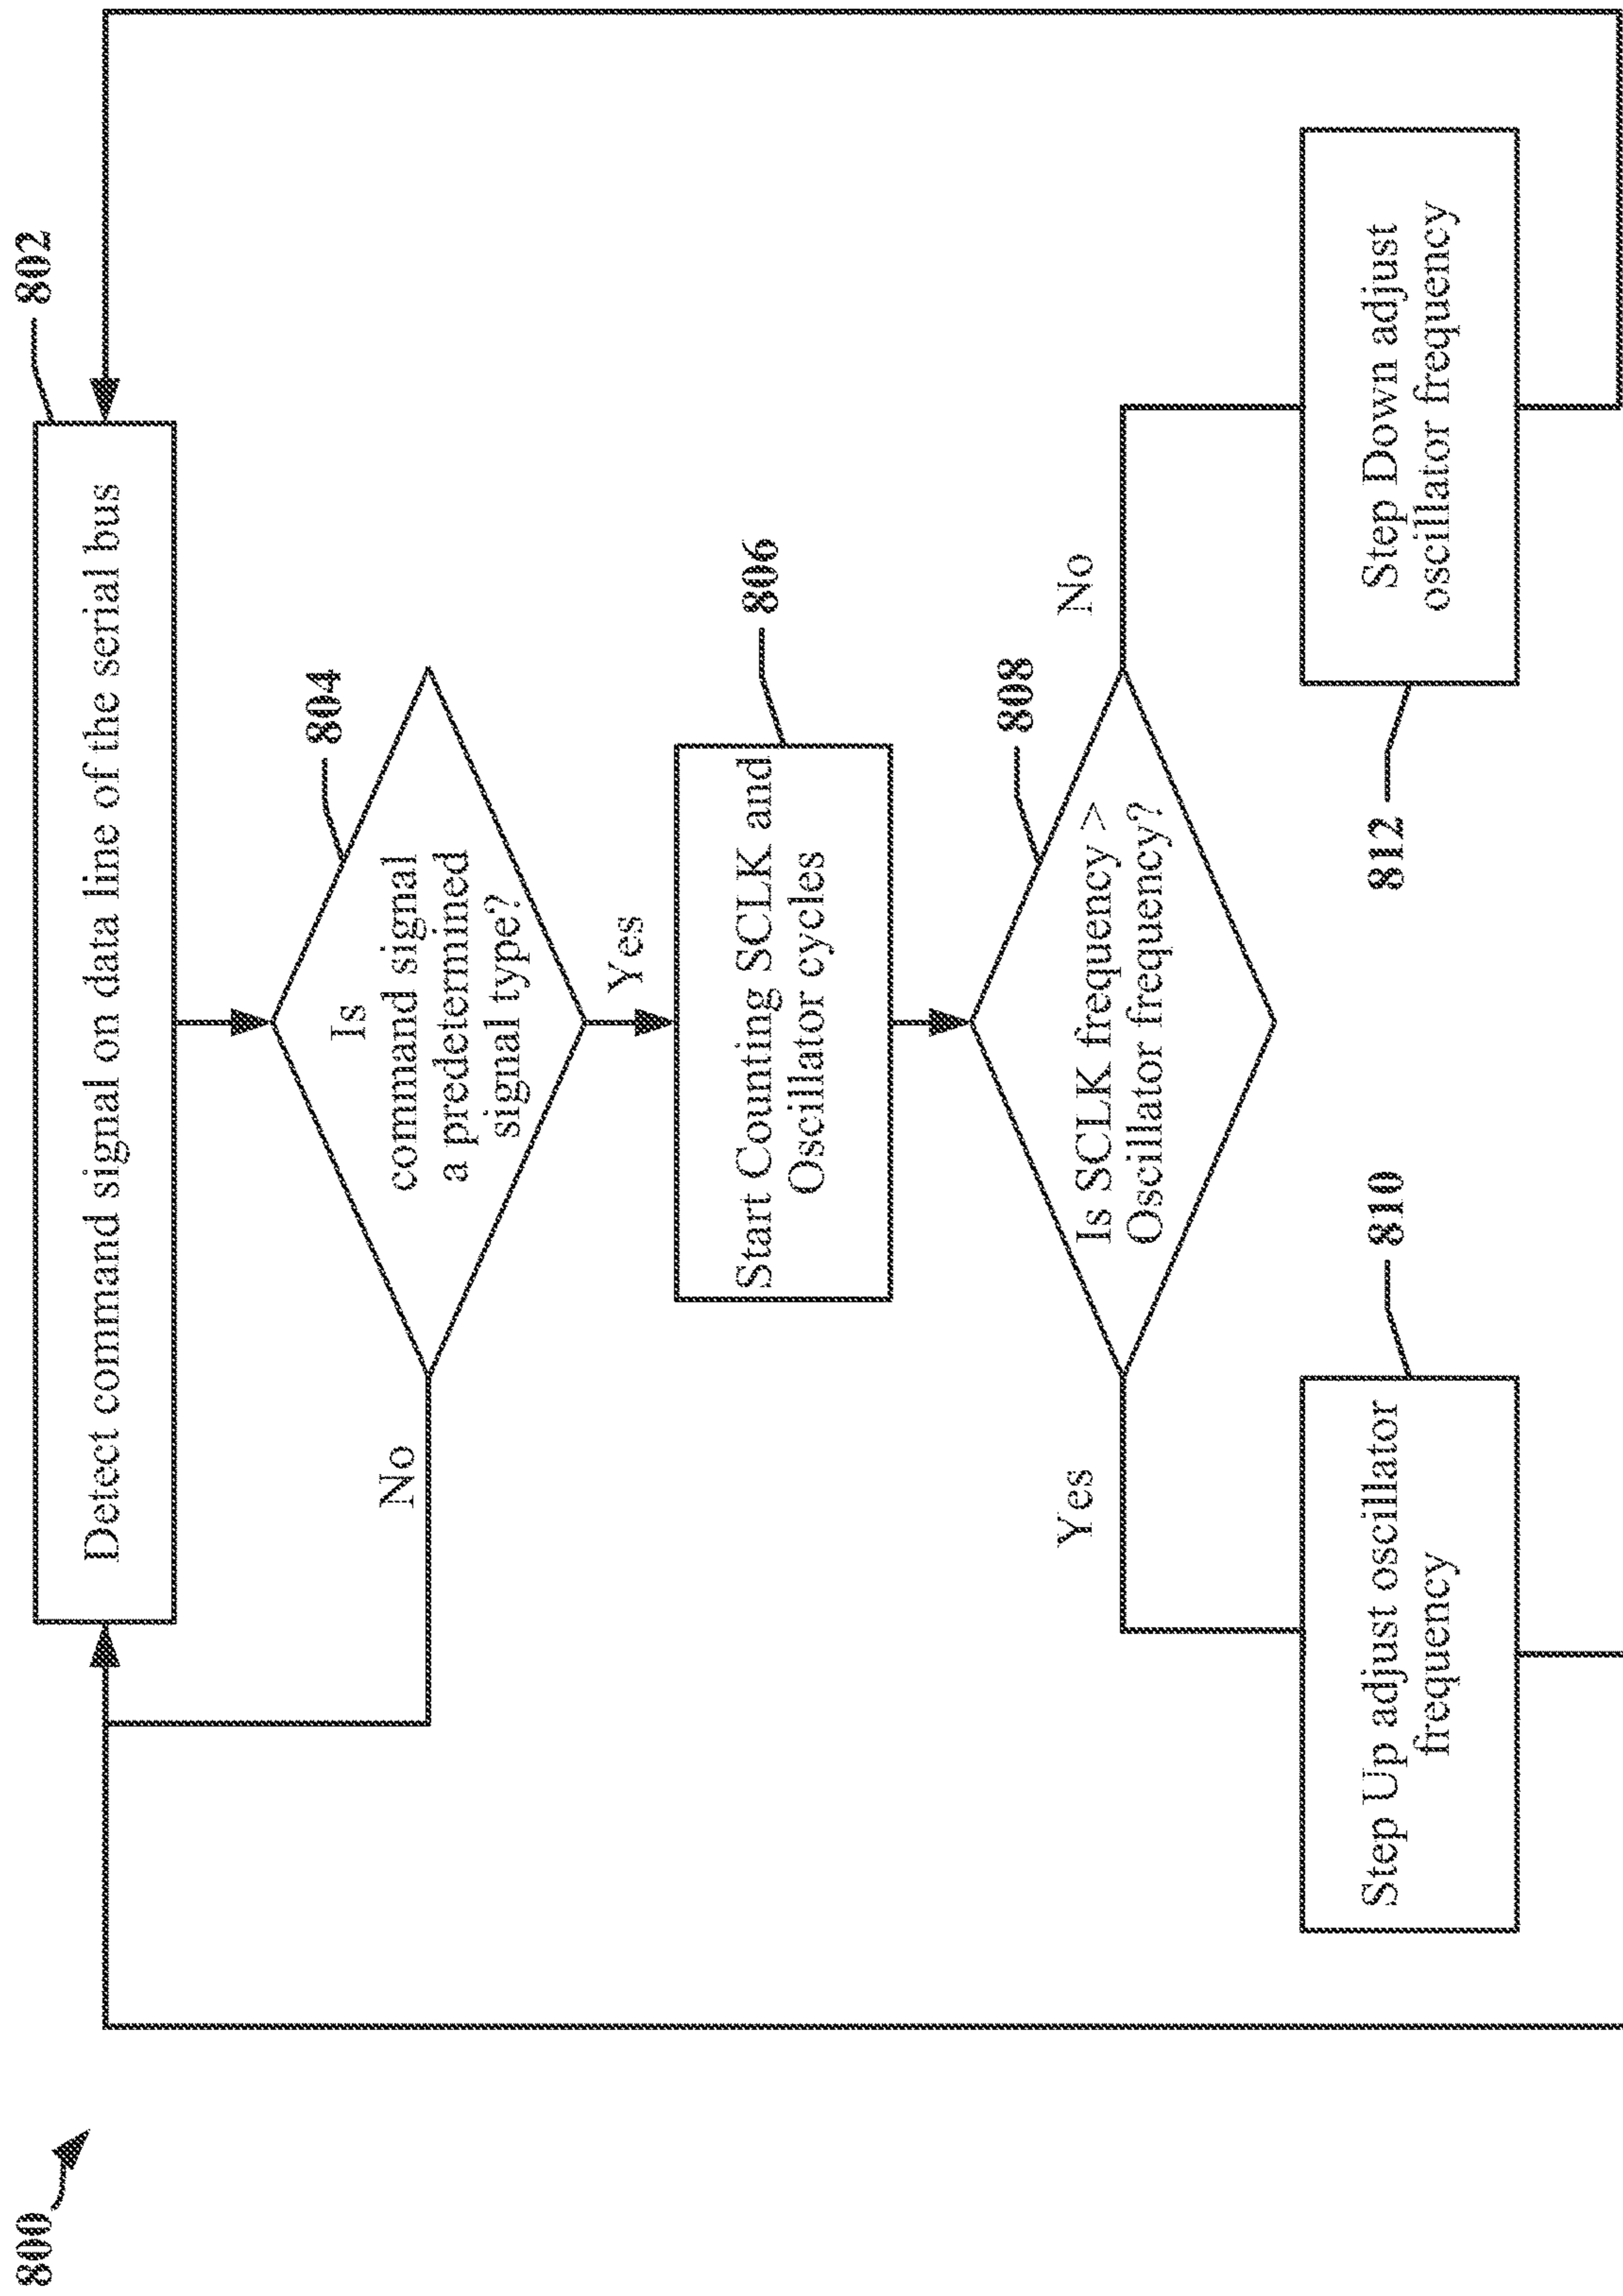 800
802
Detect command signal on data line of the serial bus
804
Is
command signal
a predetermined
signal type?
No
Yes
806
Start Counting SCLK and
Oscillator cycles
808
Is SCLK frequency >
Oscillator frequency?
Yes
No
810
Step Up adjust oscillator
frequency
812
Step Down adjust
oscillator frequency